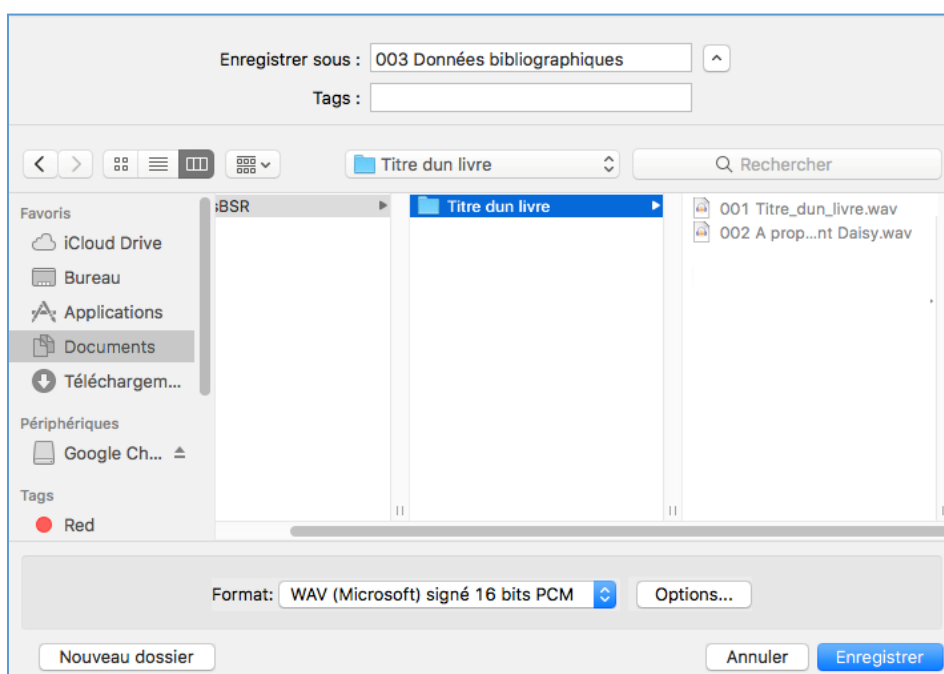 Enregistrer sous : 003 Données bibliographiques
Tags :
Titre dun livre
Rechercher
Favoris
iCloud Drive
Bureau
Applications
Documents
Téléchargem...
Périphériques
Google Ch...
Tags
Red
sBSR
Titre dun livre
001 Titre_dun_livre.wav
002 A prop...nt Daisy.wav
Format: WAV (Microsoft) signé 16 bits PCM
Options...
Nouveau dossier
Annuler
Enregistrer